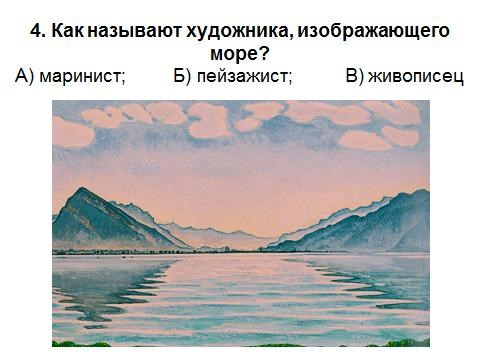 4. Как называют художника, изображающего
море?
А) маринист; Б) пейзажист; В) живописец